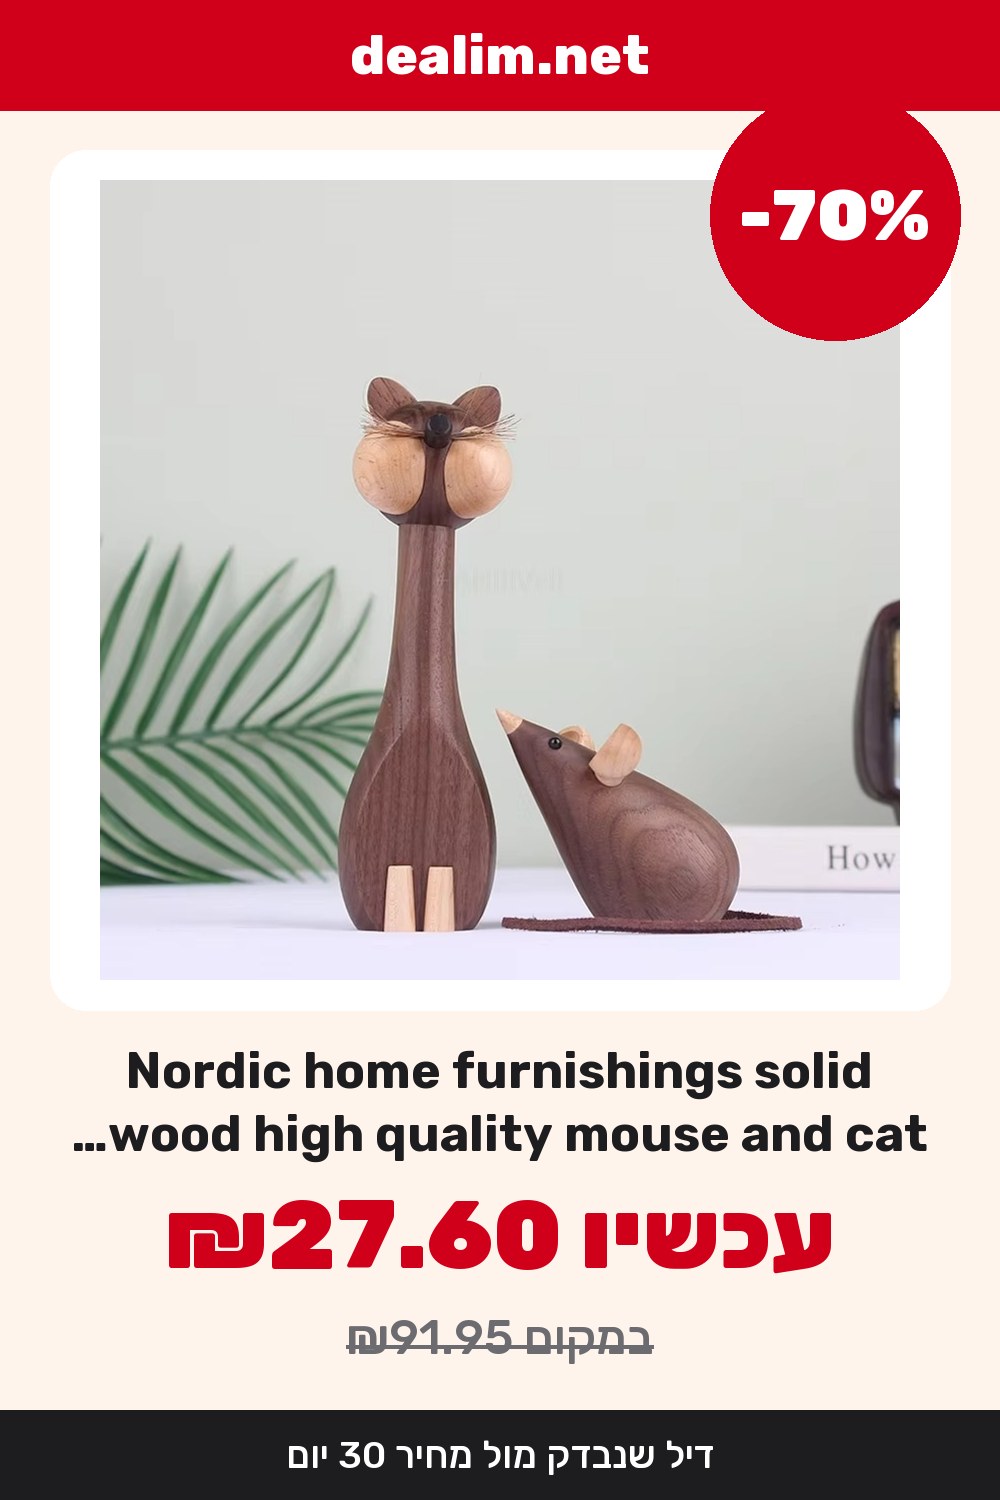 dealim.net
-70%
How
Nordic home furnishings solid
wood high quality mouse and cat...
עכשיו 27.60₪
במקום 91.95₪
דיל שנבדק מול מחיר 30 יום